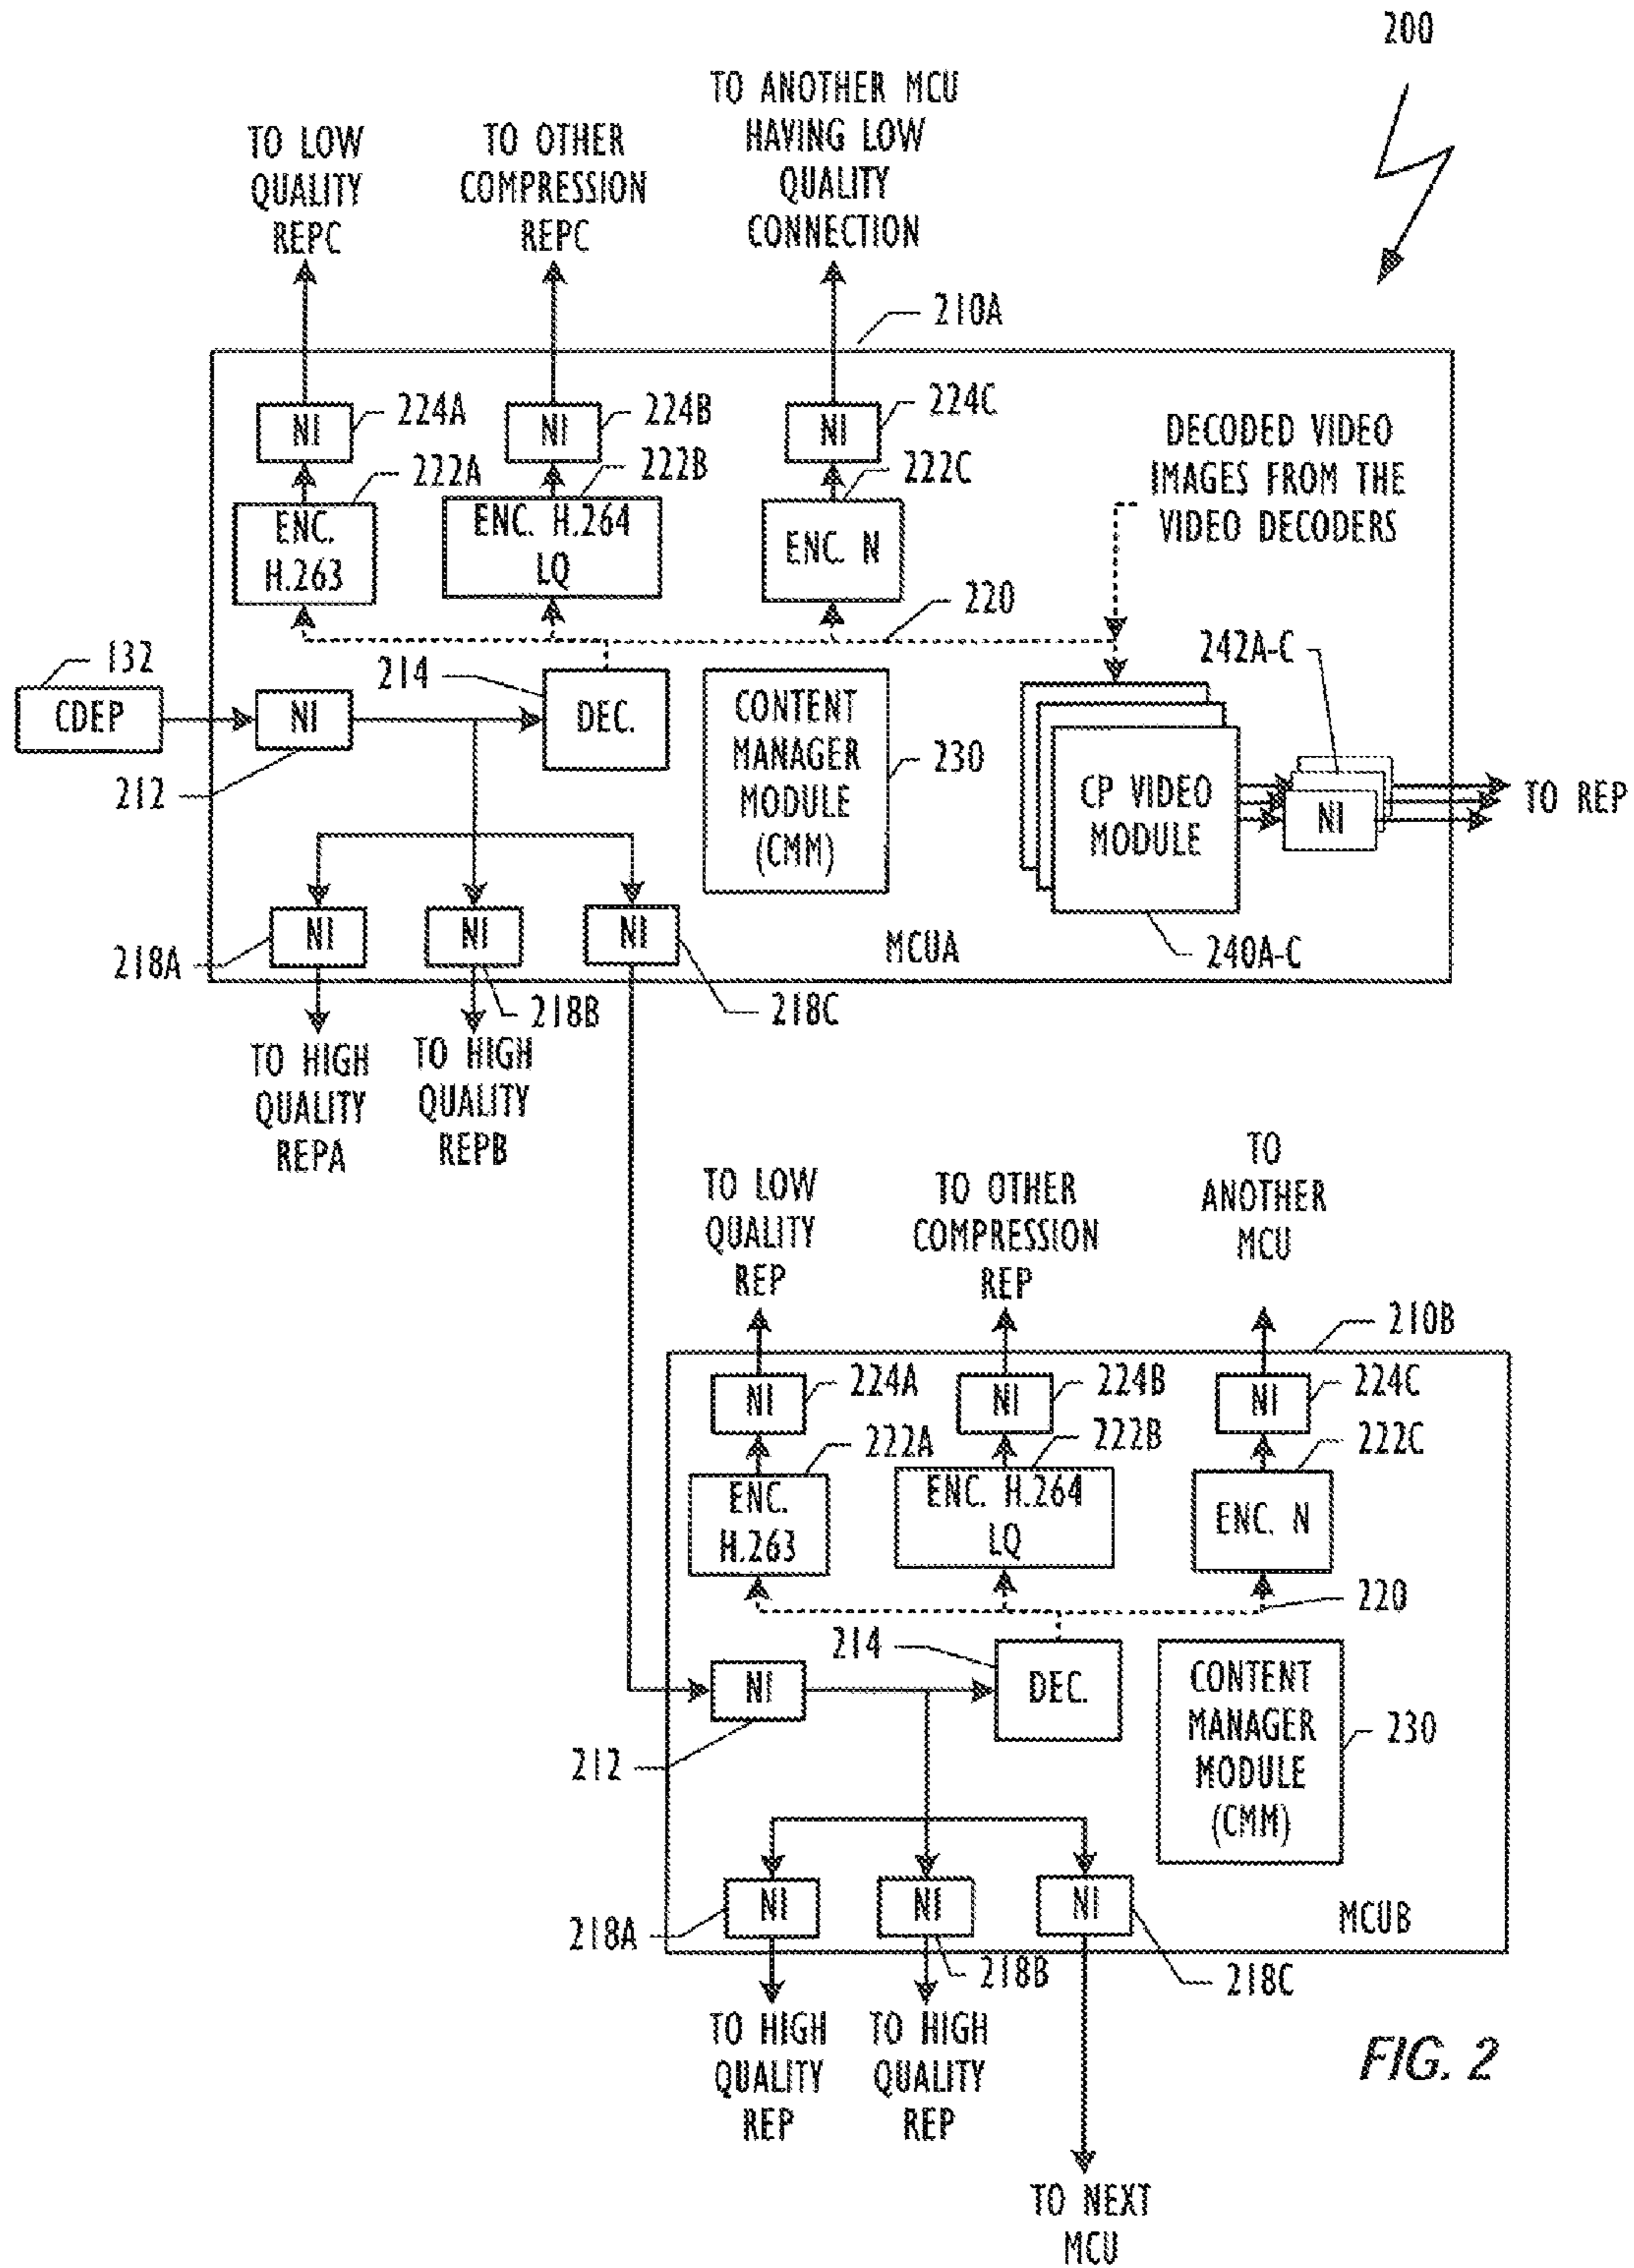 200
TO LOW
QUALITY
REPC
TO OTHER
COMPRESSION
REPC
TO ANOTHER MCU
HAVING LOW
QUALITY
CONNECTION
210A
NI
224A
NI
224B
NI
224C
222A
222B
222C
ENC.
H.263
ENC. H.264
LQ
ENC. N
DECODED VIDEO
IMAGES FROM THE
VIDEO DECODERS
220
132
CDEP
NI
212
214
DEC.
CONTENT
MANAGER
MODULE
(CMM)
230
242A-C
CP VIDEO
MODULE
NI
TO REP
240A-C
NI
NI
NI
218A
218B
218C
MCUA
TO HIGH
QUALITY
REPA
TO HIGH
QUALITY
REPB
TO LOW
QUALITY
REP
TO OTHER
COMPRESSION
REP
TO
ANOTHER
MCU
210B
NI
224A
NI
224B
NI
224C
222A
222B
222C
ENC.
H.263
ENC. H.264
LQ
ENC. N
220
214
NI
212
DEC.
CONTENT
MANAGER
MODULE
(CMM)
230
NI
NI
NI
218A
218B
218C
MCUB
TO HIGH
QUALITY
REP
TO HIGH
QUALITY
REP
TO NEXT
MCU
FIG. 2